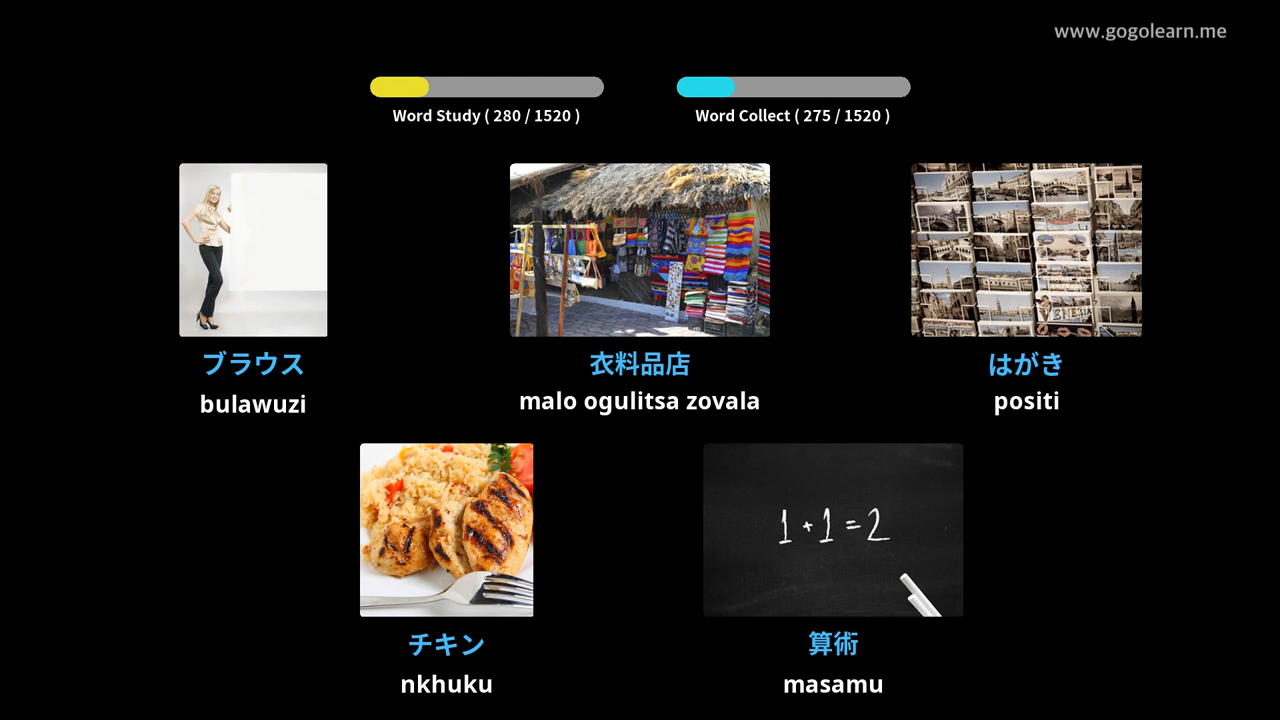 www.gogolearn.me
Word Study ( 280 / 1520 )
Word Collect ( 275 / 1520 )
ブラウス
bulawuzi
衣料品店
malo ogulitsa zovala
VENEZIA
はがき
positi
1+1=2
チキン
nkhuku
算術
masamu